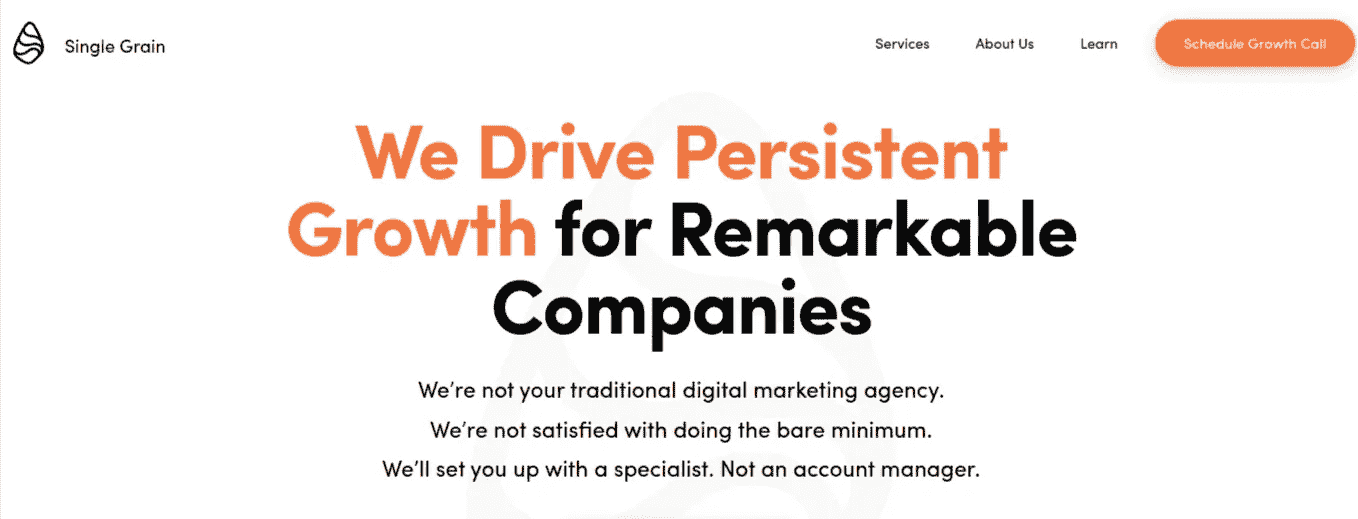 Single Grain
Services
About Us
Learn
Schedule Growth Call
We Drive Persistent
Growth for Remarkable
Companies
We’re not your traditional digital marketing agency.
We’re not satisfied with doing the bare minimum.
We’ll set you up with a specialist. Not an account manager.